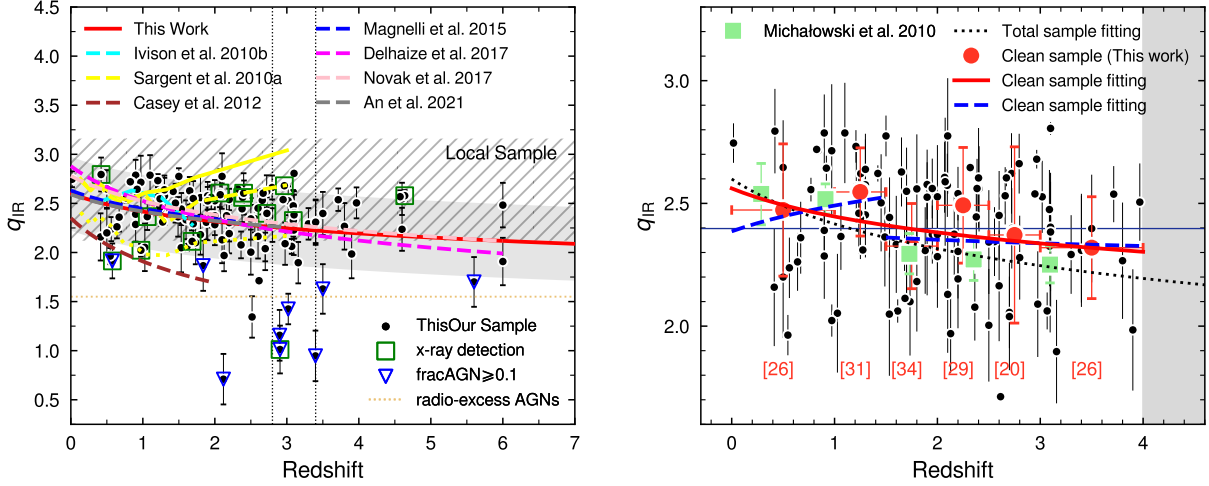 4.5
4.0
3.5
3.0
2.5
2.0
1.5
1.0
0.5
qIR
This Work
Ivison et al. 2010b
Sargent et al. 2010a
Casey et al. 2012
Magnelli et al. 2015
Delhaize et al. 2017
Novak et al. 2017
An et al. 2021
Local Sample
ThisOur Sample
x-ray detection
fracAGN⩾0.1
radio-excess AGNs
0 1 2 3 4 5 6 7
Redshift
3.0
2.5
2.0
qIR
Michałowski et al. 2010
Total sample fitting
Clean sample (This work)
Clean sample fitting
Clean sample fitting
[26] [31] [34] [29] [20] [26]
0 1 2 3 4
Redshift